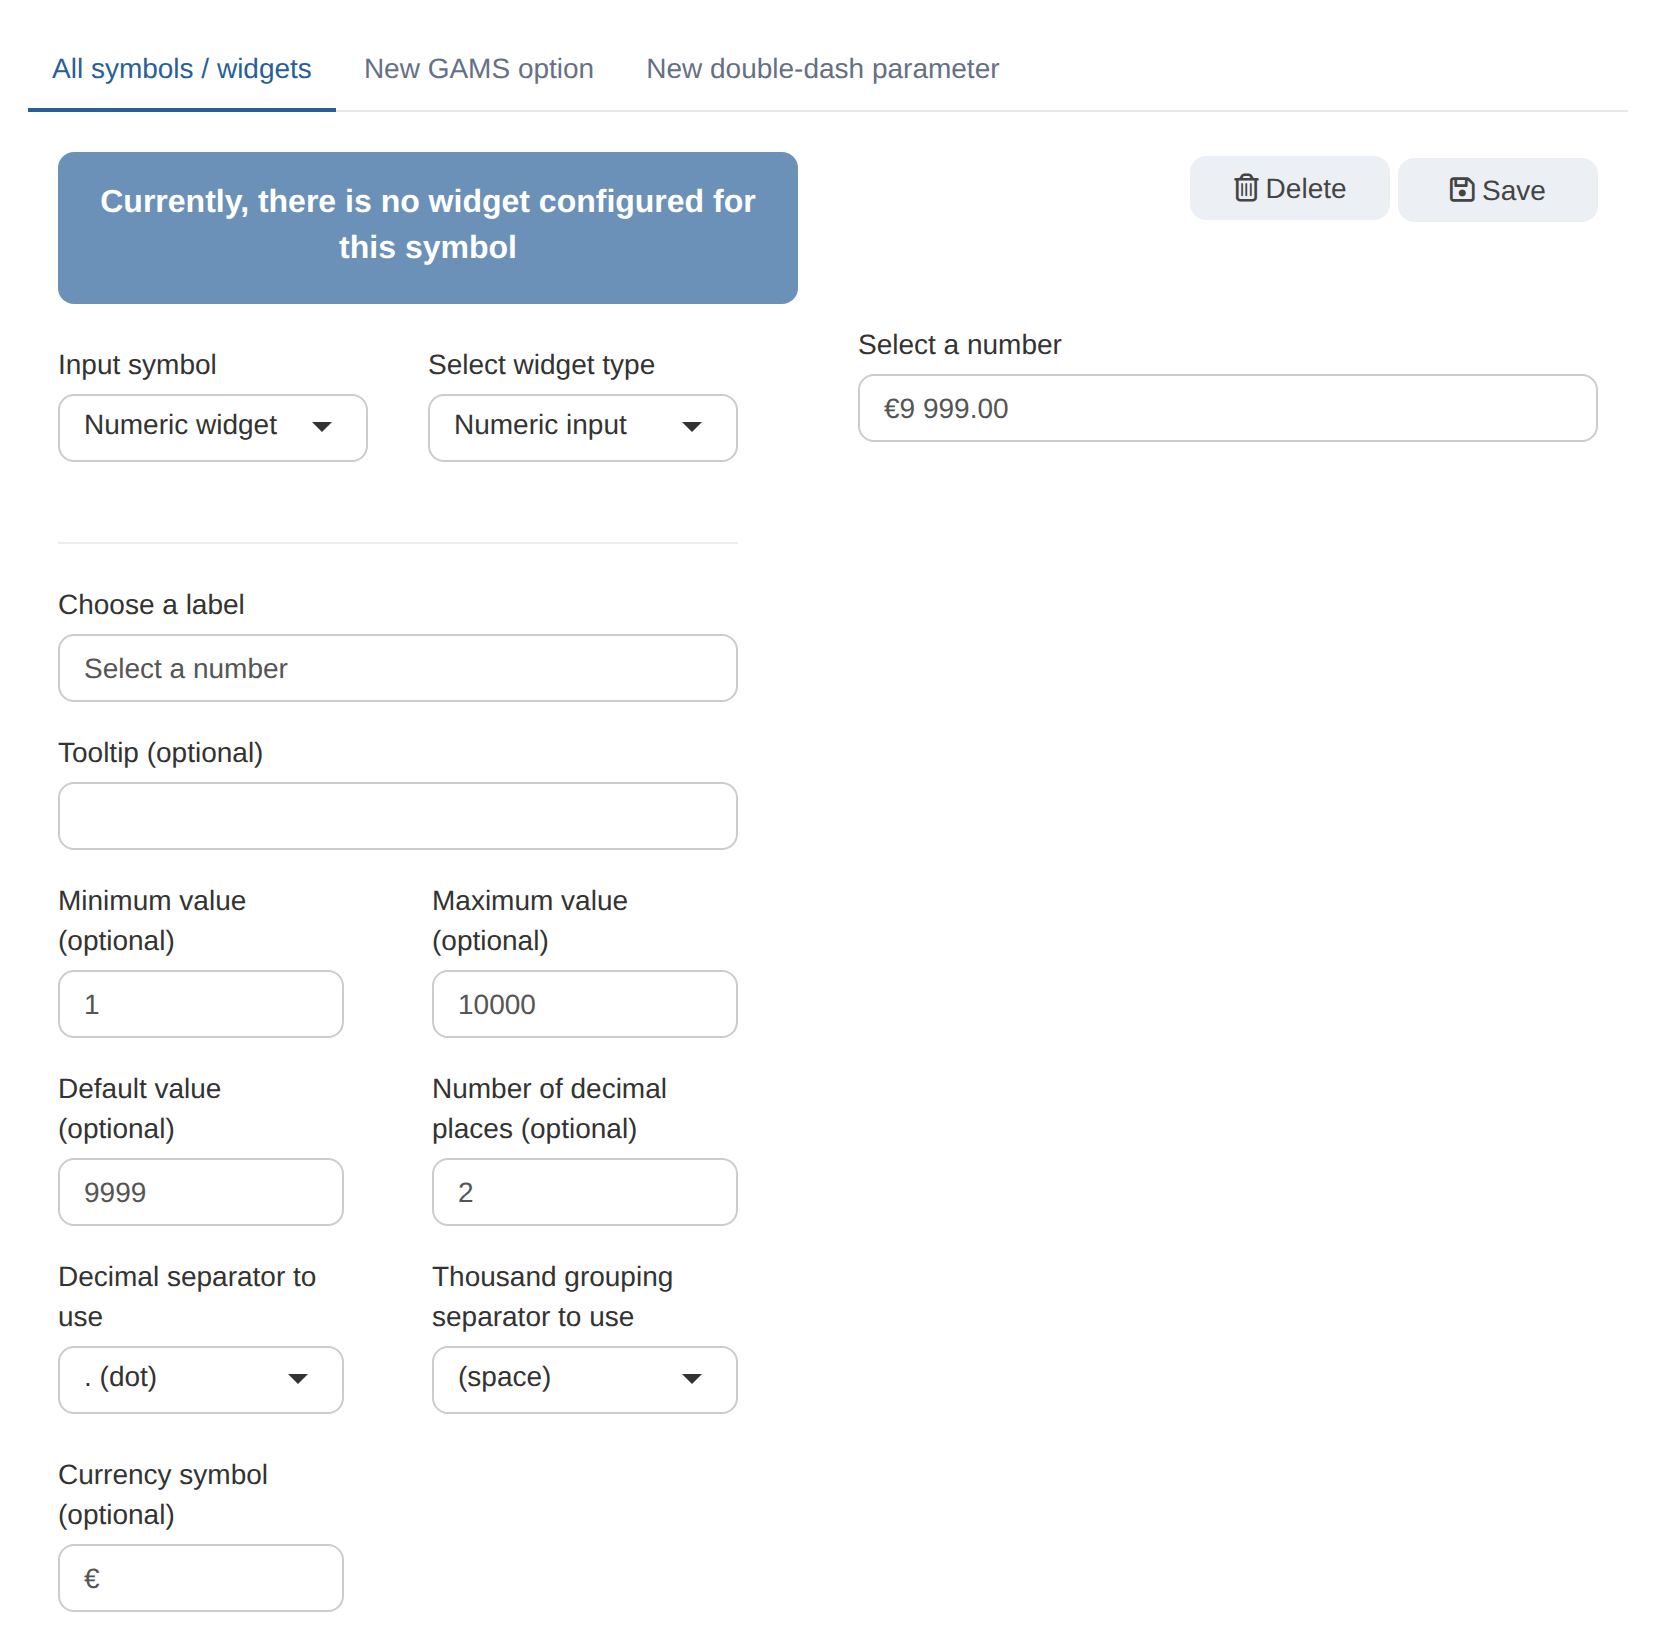 All symbols / widgets
New GAMS option
New double-dash parameter
Currently, there is no widget configured for
this symbol
Delete
Save
Input symbol
Numeric widget
Select widget type
Numeric input
Select a number
€9 999.00
Choose a label
Select a number
Tooltip (optional)
Minimum value
(optional)
1
Maximum value
(optional)
10000
Default value
(optional)
9999
Number of decimal
places (optional)
2
Decimal separator to
use
. (dot)
Thousand grouping
separator to use
(space)
Currency symbol
(optional)
€